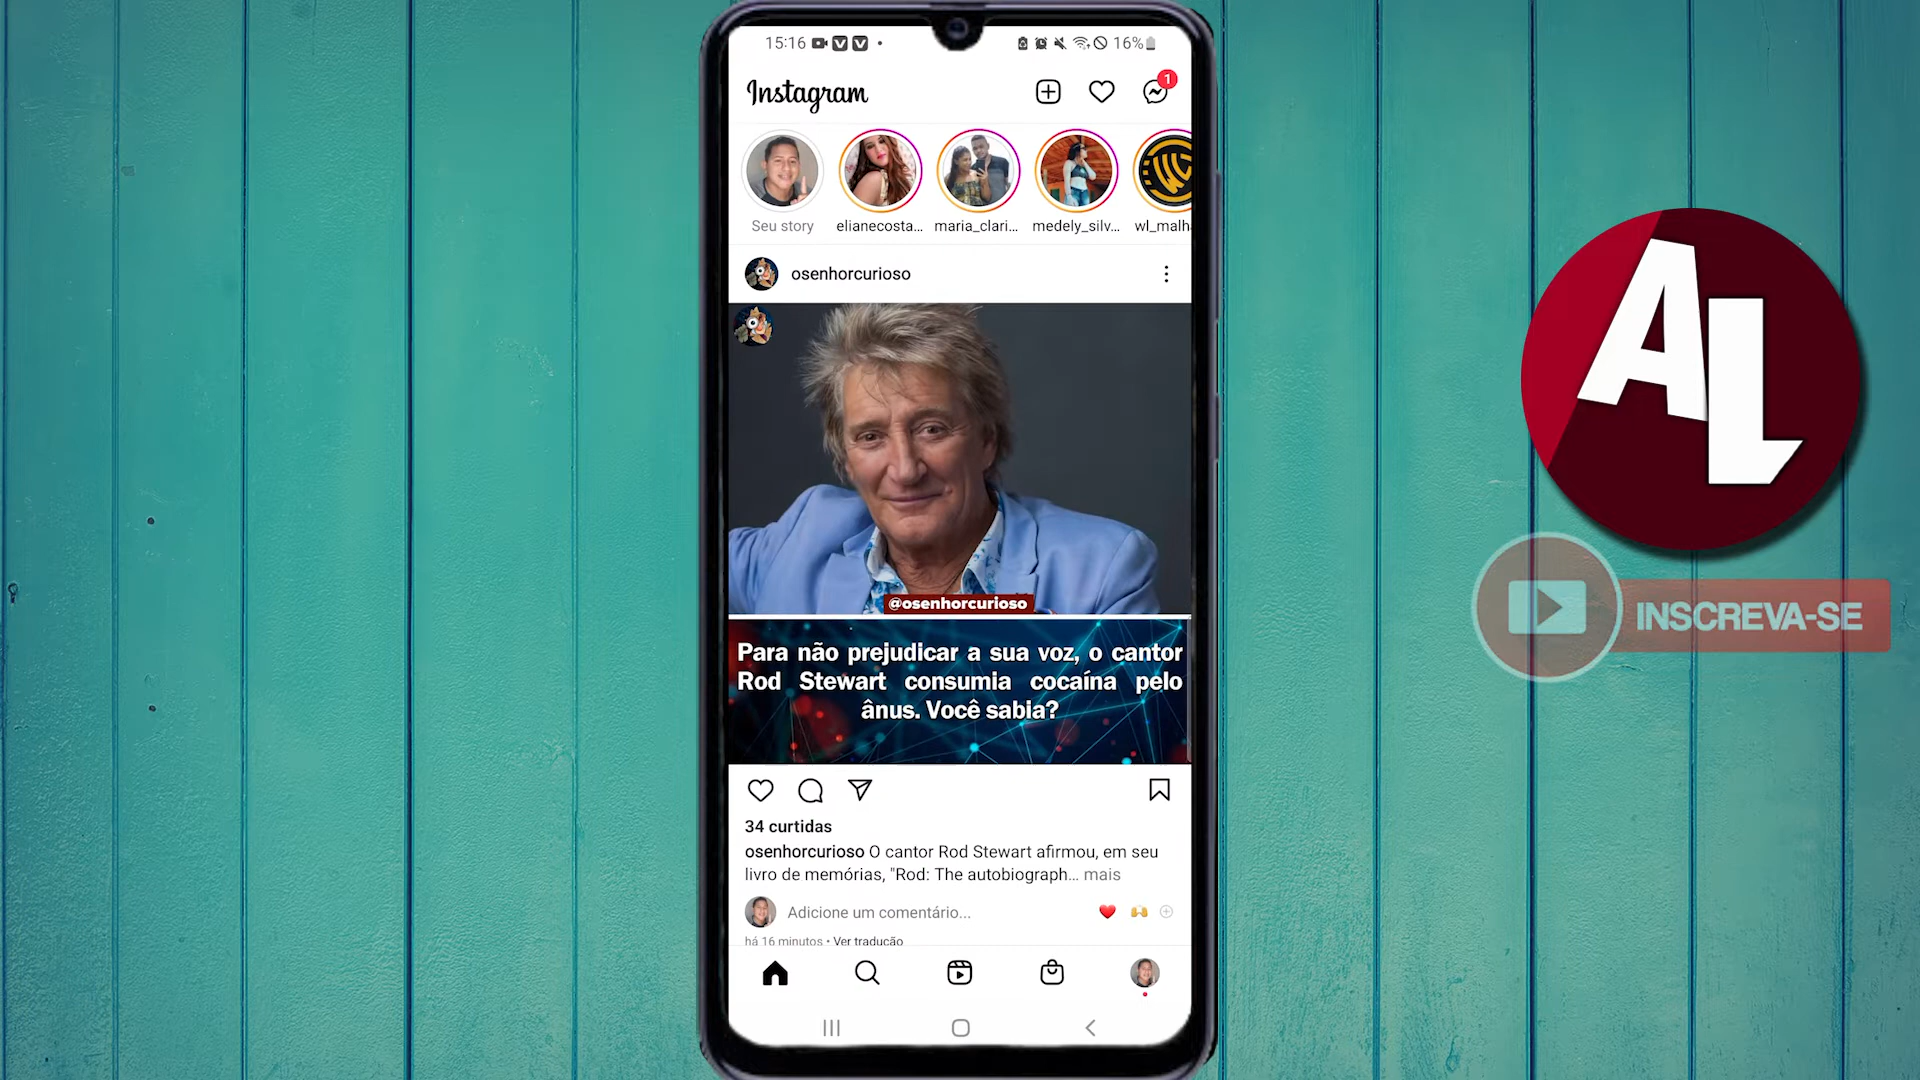 15:16
16%
Instagram
1
Seu story
elianecosta...
maria_clari...
medely_silv...
wl_malh
osenhorcurioso
@osenhorcurioso
Para não prejudicar a sua voz, o cantor
Rod Stewart consumia cocaína pelo
ânus. Você sabia?
34 curtidas
osenhorcurioso O cantor Rod Stewart afirmou, em seu
livro de memórias, "Rod: The autobiograph... mais
Adicione um comentário...
há 16 minutos • Ver tradução
AL
INSCREVA-SE